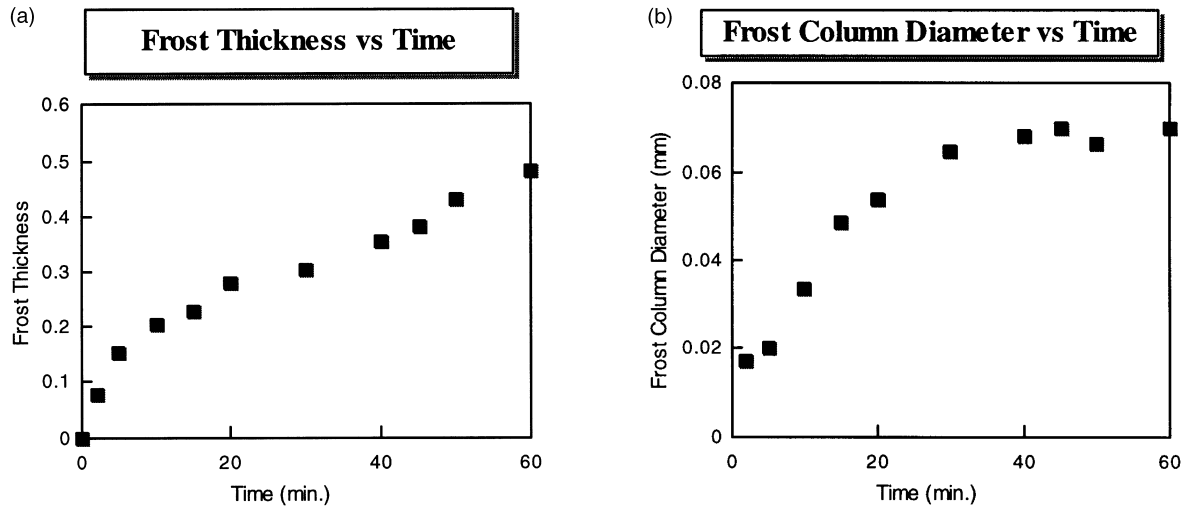 (a)
Frost Thickness vs Time
0.6
0.5
0.4
0.3
0.2
0.1
0
Frost Thickness
0 20 40 60
Time (min.)
(b)
Frost Column Diameter vs Time
0.08
0.06
0.04
0.02
0
Frost Column Diameter (mm)
0 20 40 60
Time (min.)